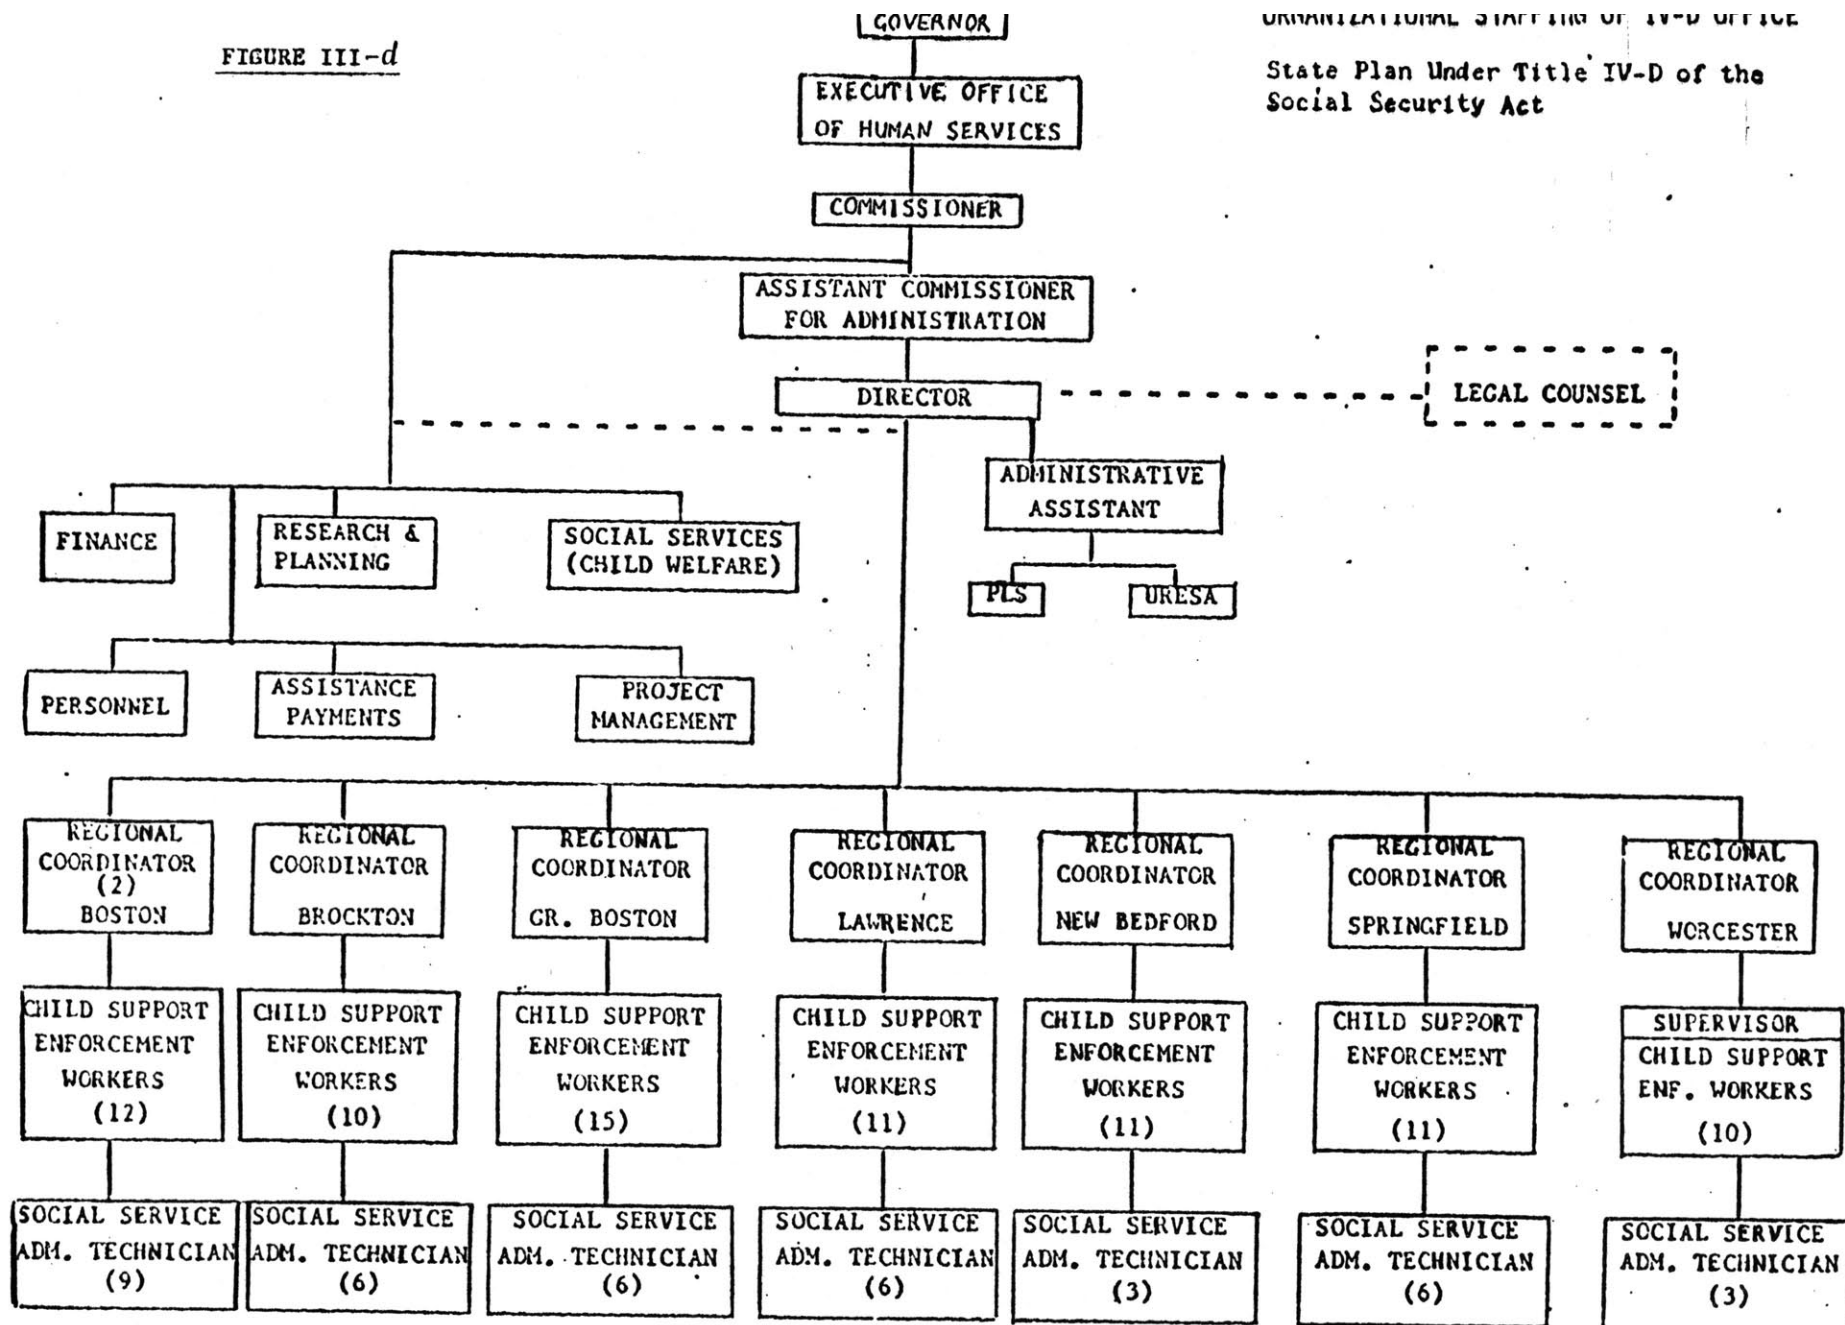 GOVERNOR
ORGANIZATIONAL STAFFING OF IV-D OFFICE
FIGURE III-d
State Plan Under Title IV-D of the
Social Security Act
EXECUTIVE OFFICE
OF HUMAN SERVICES
COMMISSIONER
ASSISTANT COMMISSIONER
FOR ADMINISTRATION
DIRECTOR
LEGAL COUNSEL
ADMINISTRATIVE
ASSISTANT
FINANCE
RESEARCH &
PLANNING
SOCIAL SERVICES
(CHILD WELFARE)
PLS
URESA
PERSONNEL
ASSISTANCE
PAYMENTS
PROJECT
MANAGEMENT
REGIONAL
COORDINATOR
(2)
BOSTON
REGIONAL
COORDINATOR
BROCKTON
REGIONAL
COORDINATOR
GR. BOSTON
REGIONAL
COORDINATOR
LAWRENCE
REGIONAL
COORDINATOR
NEW BEDFORD
REGIONAL
COORDINATOR
SPRINGFIELD
REGIONAL
COORDINATOR
WORCESTER
CHILD SUPPORT
ENFORCEMENT
WORKERS
(12)
CHILD SUPPORT
ENFORCEMENT
WORKERS
(10)
CHILD SUPPORT
ENFORCEMENT
WORKERS
(15)
CHILD SUPPORT
ENFORCEMENT
WORKERS
(11)
CHILD SUPPORT
ENFORCEMENT
WORKERS
(11)
CHILD SUPPORT
ENFORCEMENT
WORKERS
(11)
SUPERVISOR
CHILD SUPPORT
ENF. WORKERS
(10)
SOCIAL SERVICE
ADM. TECHNICIAN
(9)
SOCIAL SERVICE
ADM. TECHNICIAN
(6)
SOCIAL SERVICE
ADM. TECHNICIAN
(6)
SOCIAL SERVICE
ADM. TECHNICIAN
(6)
SOCIAL SERVICE
ADM. TECHNICIAN
(3)
SOCIAL SERVICE
ADM. TECHNICIAN
(6)
SOCIAL SERVICE
ADM. TECHNICIAN
(3)